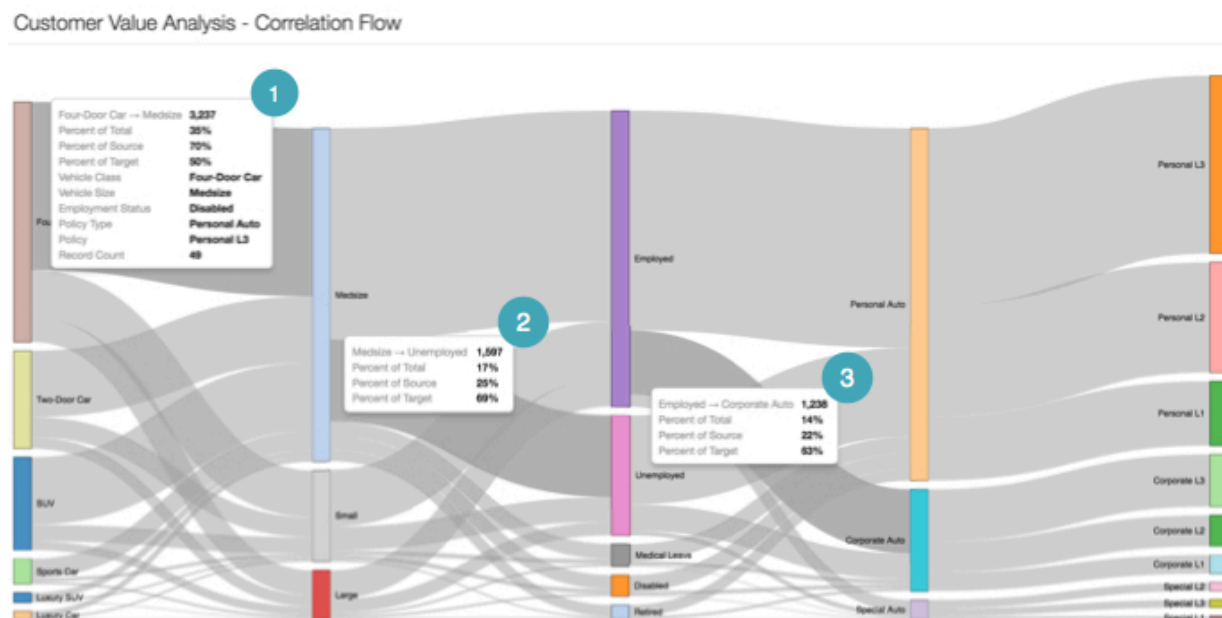 Customer Value Analysis - Correlation Flow
1
Four-Door Car → Medsize 3,237
Percent of Total 35%
Percent of Source 70%
Percent of Target 50%
Vehicle Class Four-Door Car
Vehicle Size Medsize
Employment Status Disabled
Policy Type Personal Auto
Policy Personal L3
Record Count 49
Fou
Two-Door Car
SUV
Sports Car
Luxury SUV
Luxury Car
Medsize
Small
Large
2
Medsize → Unemployed 1,597
Percent of Total 17%
Percent of Source 25%
Percent of Target 69%
Employed
Unemployed
Medical Leave
Disabled
Retired
3
Employed → Corporate Auto 1,238
Percent of Total 14%
Percent of Source 22%
Percent of Target 63%
Personal Auto
Corporate Auto
Special Auto
Personal L3
Personal L2
Personal L1
Corporate L3
Corporate L2
Corporate L1
Special L2
Special L3
Special L1